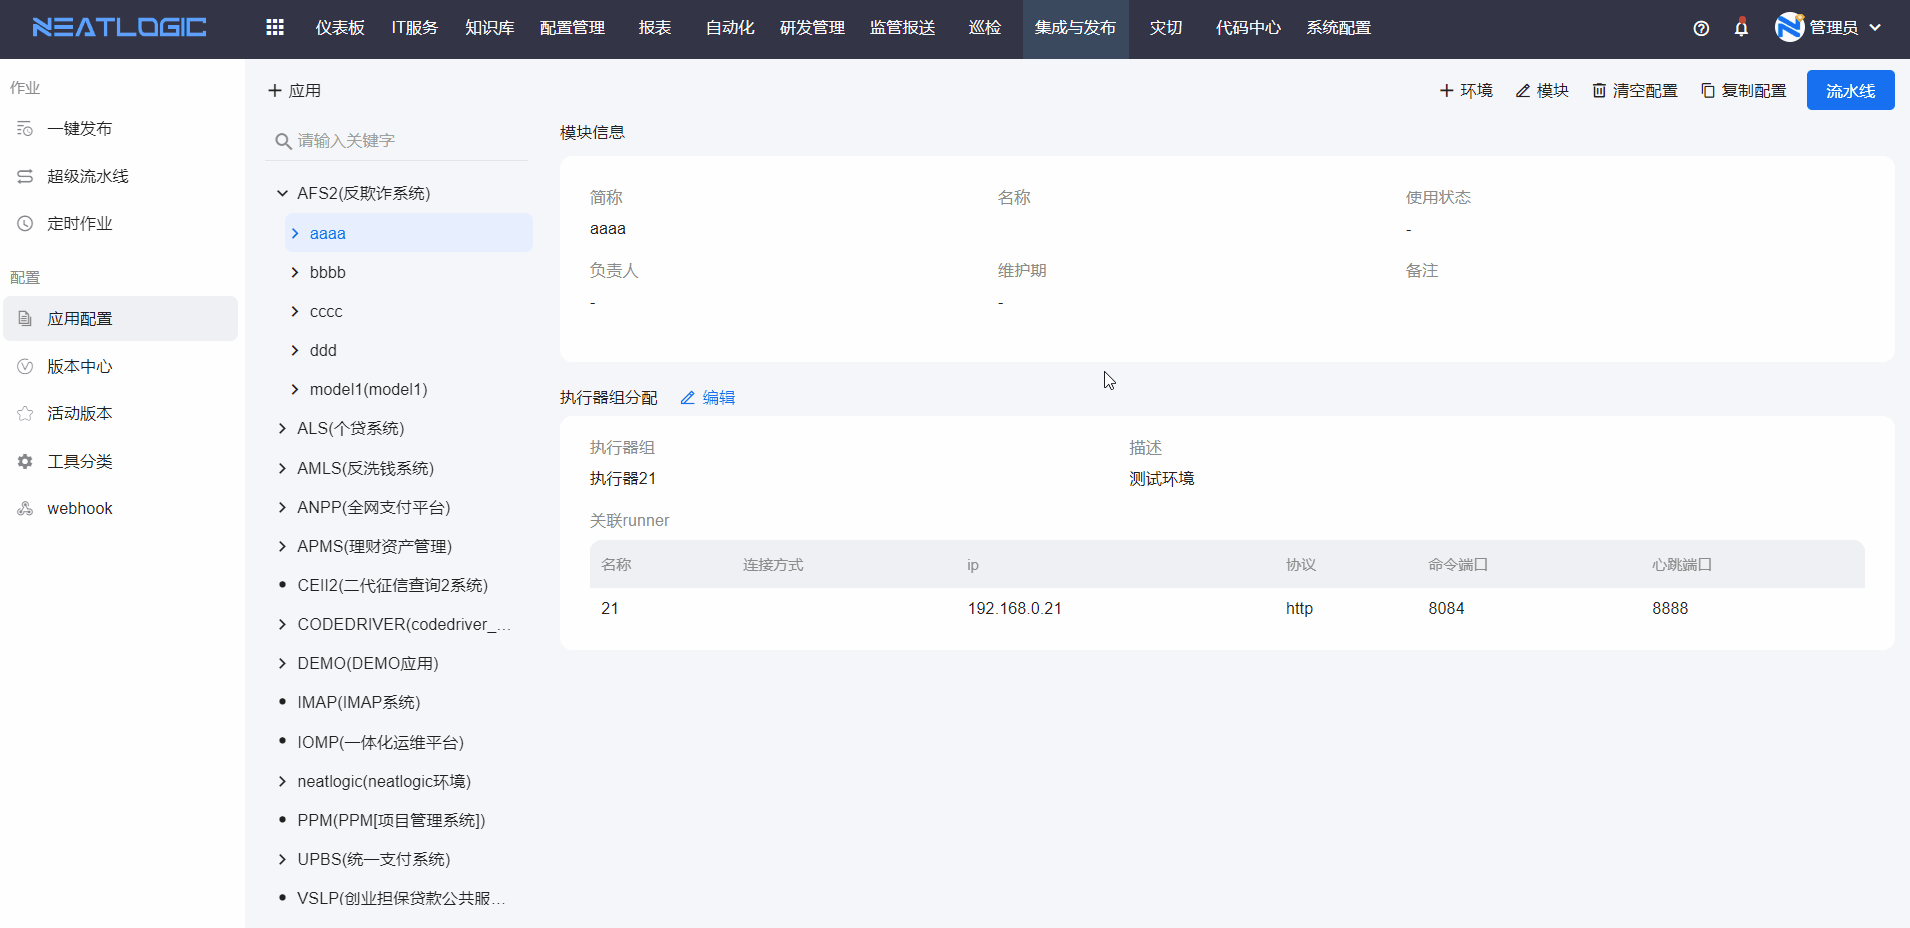 NEATLOGIC
仪表板 IT服务 知识库 配置管理 报表 自动化 研发管理 监管报送 巡检 集成与发布 灾切 代码中心 系统配置 管理员
作业
一键发布
超级流水线
定时作业
配置
应用配置
版本中心
活动版本
工具分类
webhook
应用
请输入关键字
AFS2(反欺诈系统)
aaaa
bbbb
cccc
ddd
model1(model1)
ALS(个贷系统)
AMLS(反洗钱系统)
ANPP(全网支付平台)
APMS(理财资产管理)
CEII2(二代征信查询2系统)
CODEDRIVER(codedriver_...
DEMO(DEMO应用)
IMAP(IMAP系统)
IOMP(一体化运维平台)
neatlogic(neatlogic环境)
PPM(PPM[项目管理系统])
UPBS(统一支付系统)
VSLP(创业担保贷款公共服...
环境 模块 清空配置 复制配置 流水线
模块信息
简称 名称 使用状态
aaaa -
负责人 维护期 备注
- -
执行器组分配 编辑
执行器组 描述
执行器21 测试环境
关联runner
名称 连接方式 ip 协议 命令端口 心跳端口
21 192.168.0.21 http 8084 8888